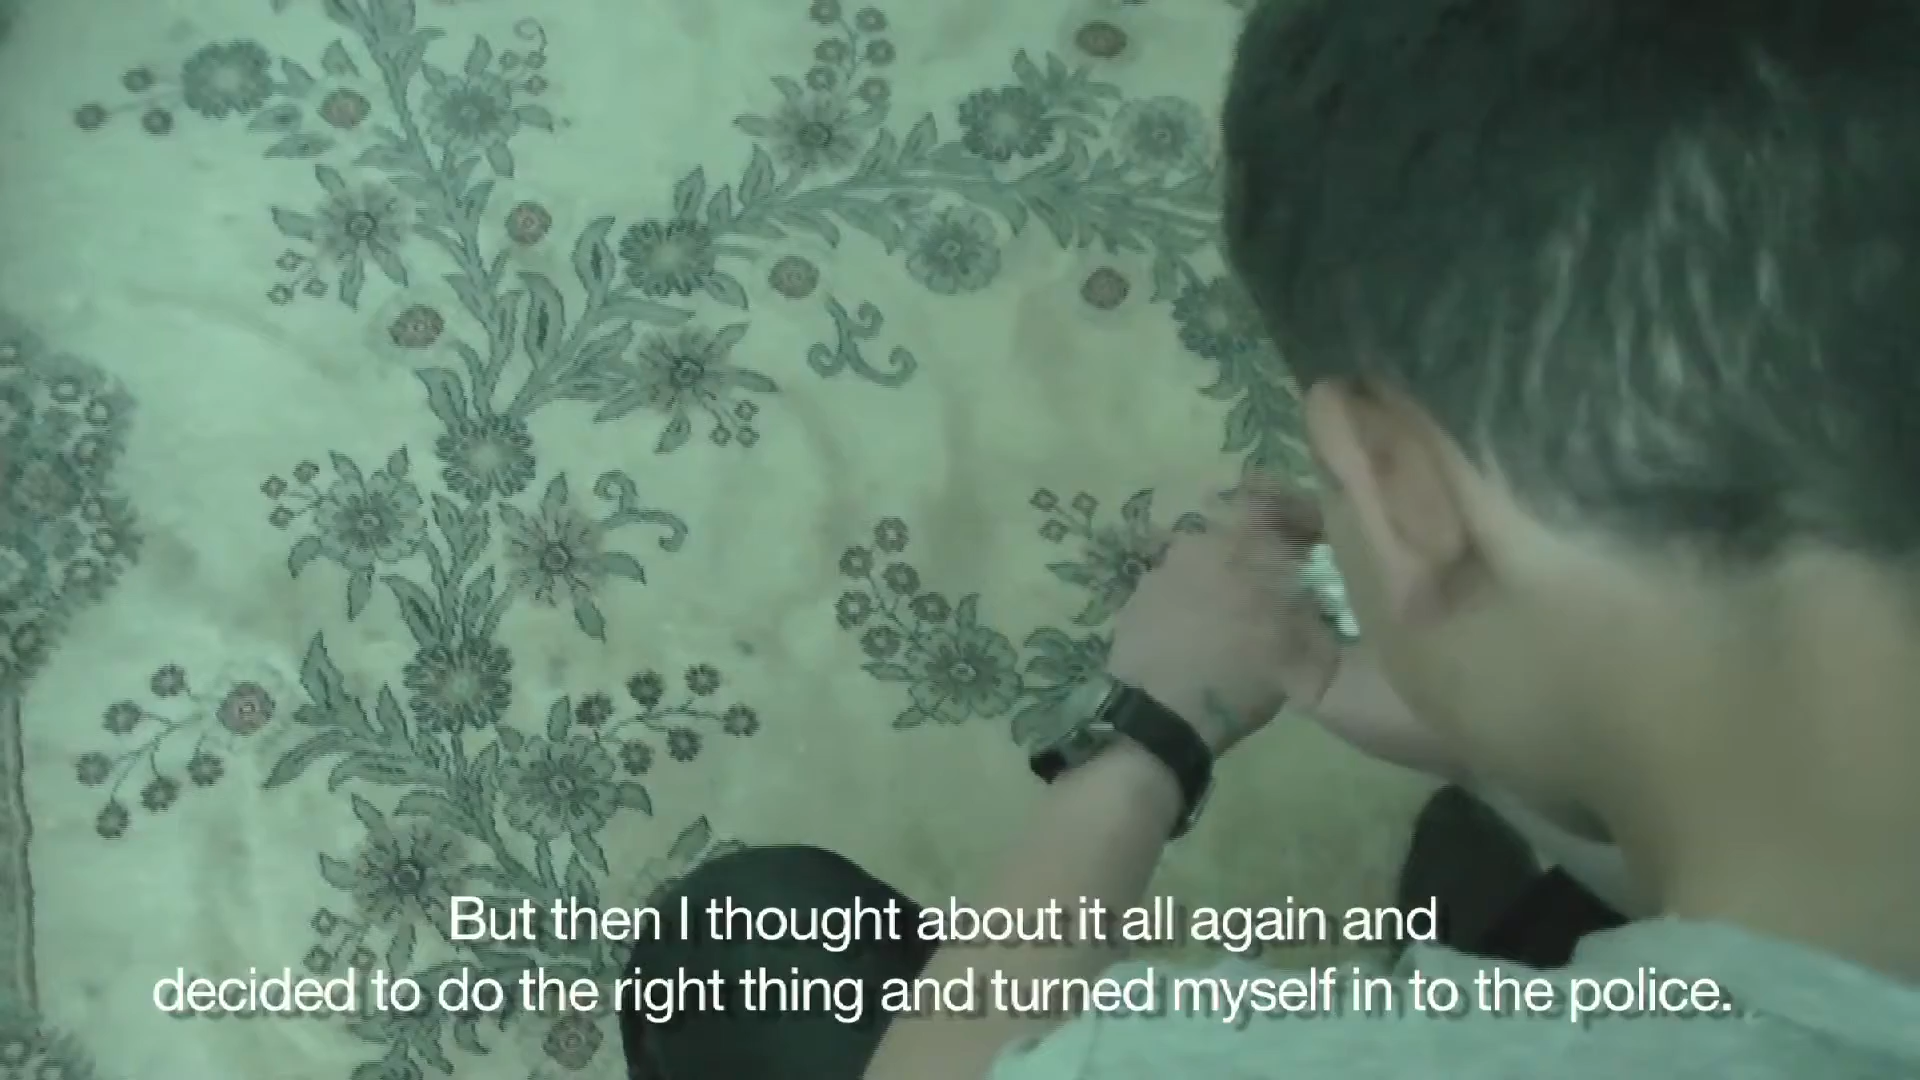 But then I thought about it all again and
decided to do the right thing and turned myself in to the police.